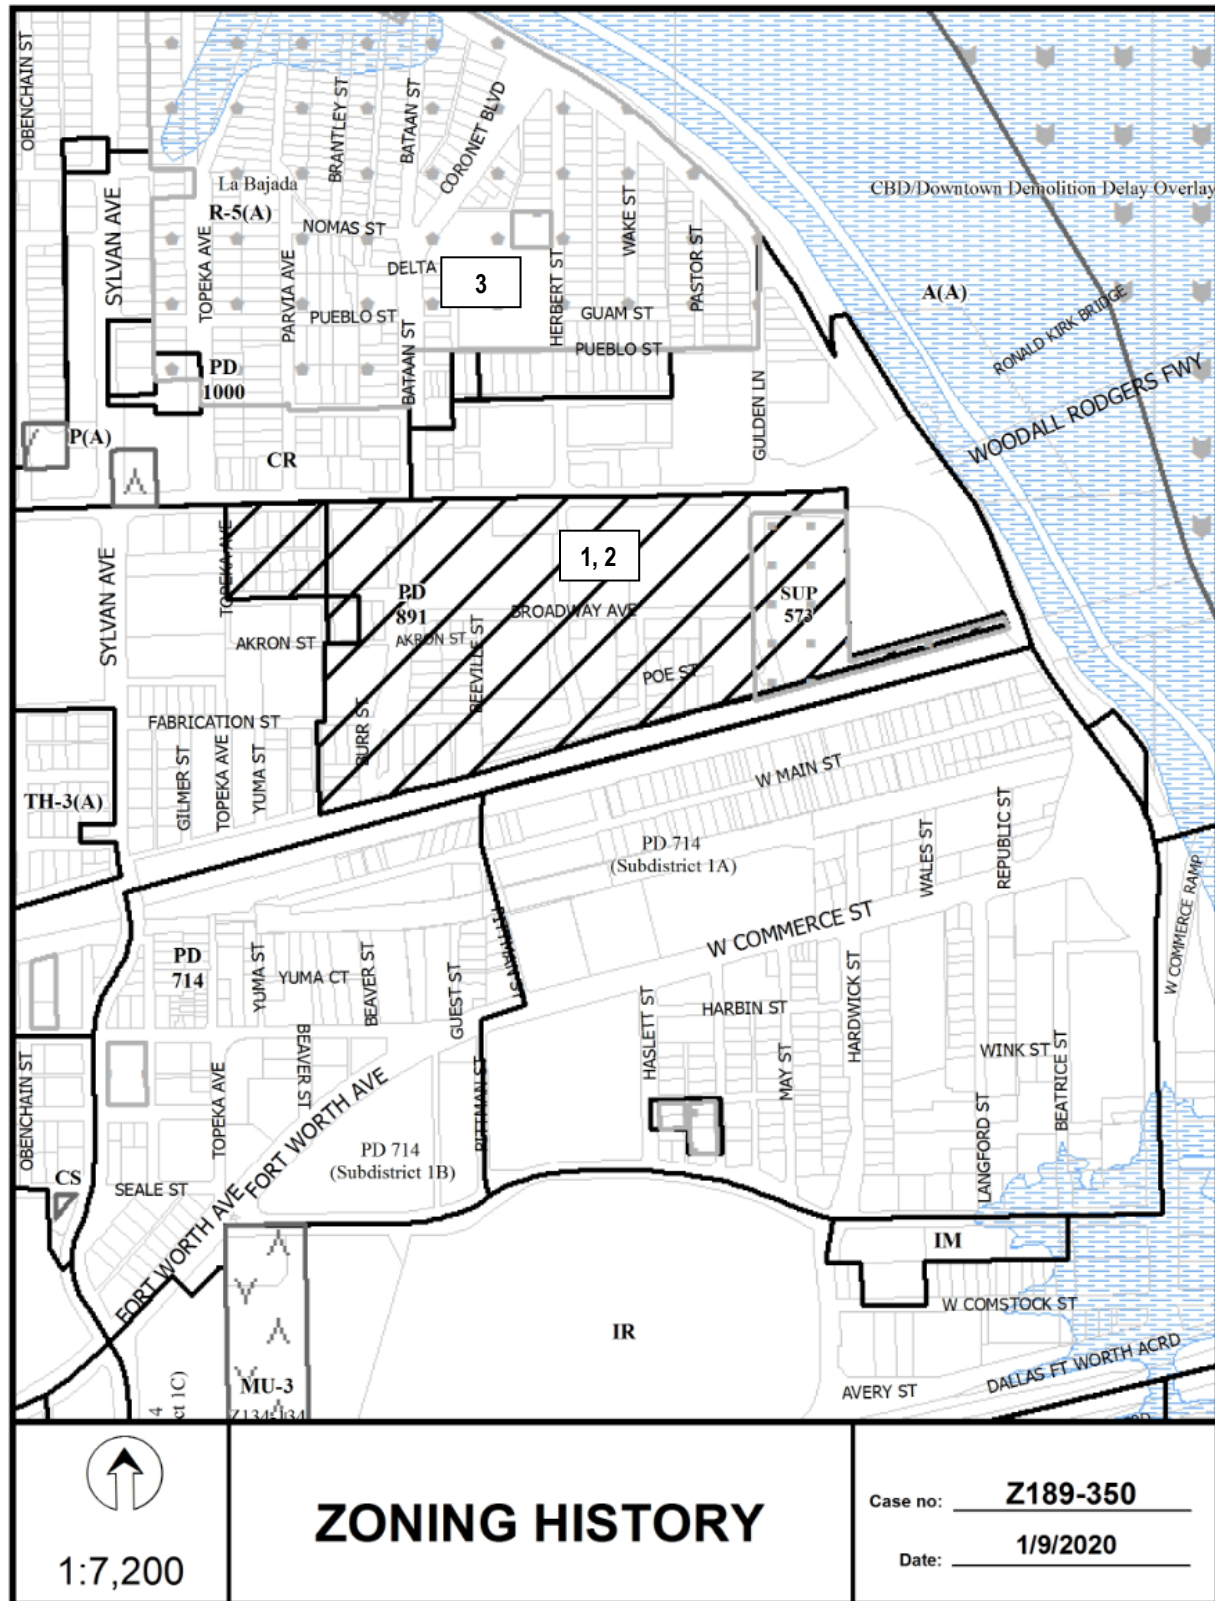 OBENCHAIN ST
BRANTLEY ST
BATAAN ST
CORONET BLVD
La Bajada
R-5(A)
SYLVAN AVE
NOMAS ST
WAKE ST
CBD/Downtown Demolition Delay Overlay
TOPEKA AVE
PARVIA AVE
DELTA
3
HERBERT ST
PASTOR ST
A(A)
PUEBLO ST
GUAM ST
PUEBLO ST
RONALD KIRK BRIDGE
PD
1000
BATAAN ST
GULDEN LN
WOODALL RODGERS FWY
P(A)
CR
SYLVAN AVE
TOPEKA AVE
1, 2
PD
891
BROADWAY AVE
SUP
573
AKRON ST
AKRON ST
BEEVILLE ST
POE ST
FABRICATION ST
BURR ST
GILMER ST
TOPEKA AVE
YUMA ST
W MAIN ST
TH-3(A)
PD 714
(Subdistrict 1A)
WALES ST
REPUBLIC ST
W COMMERCE RAMP
W COMMERCE ST
PITTMAN ST
PD
714
YUMA ST
YUMA CT
BEAVER ST
GUEST ST
HASLETT ST
HARBIN ST
HARDWICK ST
OBENCHAIN ST
TOPEKA AVE
BEAVER ST
FORT WORTH AVE
PITTMAN ST
MAY ST
WINK ST
BEATRICE ST
LANGFORD ST
PD 714
(Subdistrict 1B)
CS
SEALE ST
FORT WORTH AVE
IM
W COMSTOCK ST
IR
MU-3
Z134-134
4
ct 1C)
AVERY ST
DALLAS FT WORTH ACRD
1:7,200
ZONING HISTORY
Case no: Z189-350
Date: 1/9/2020